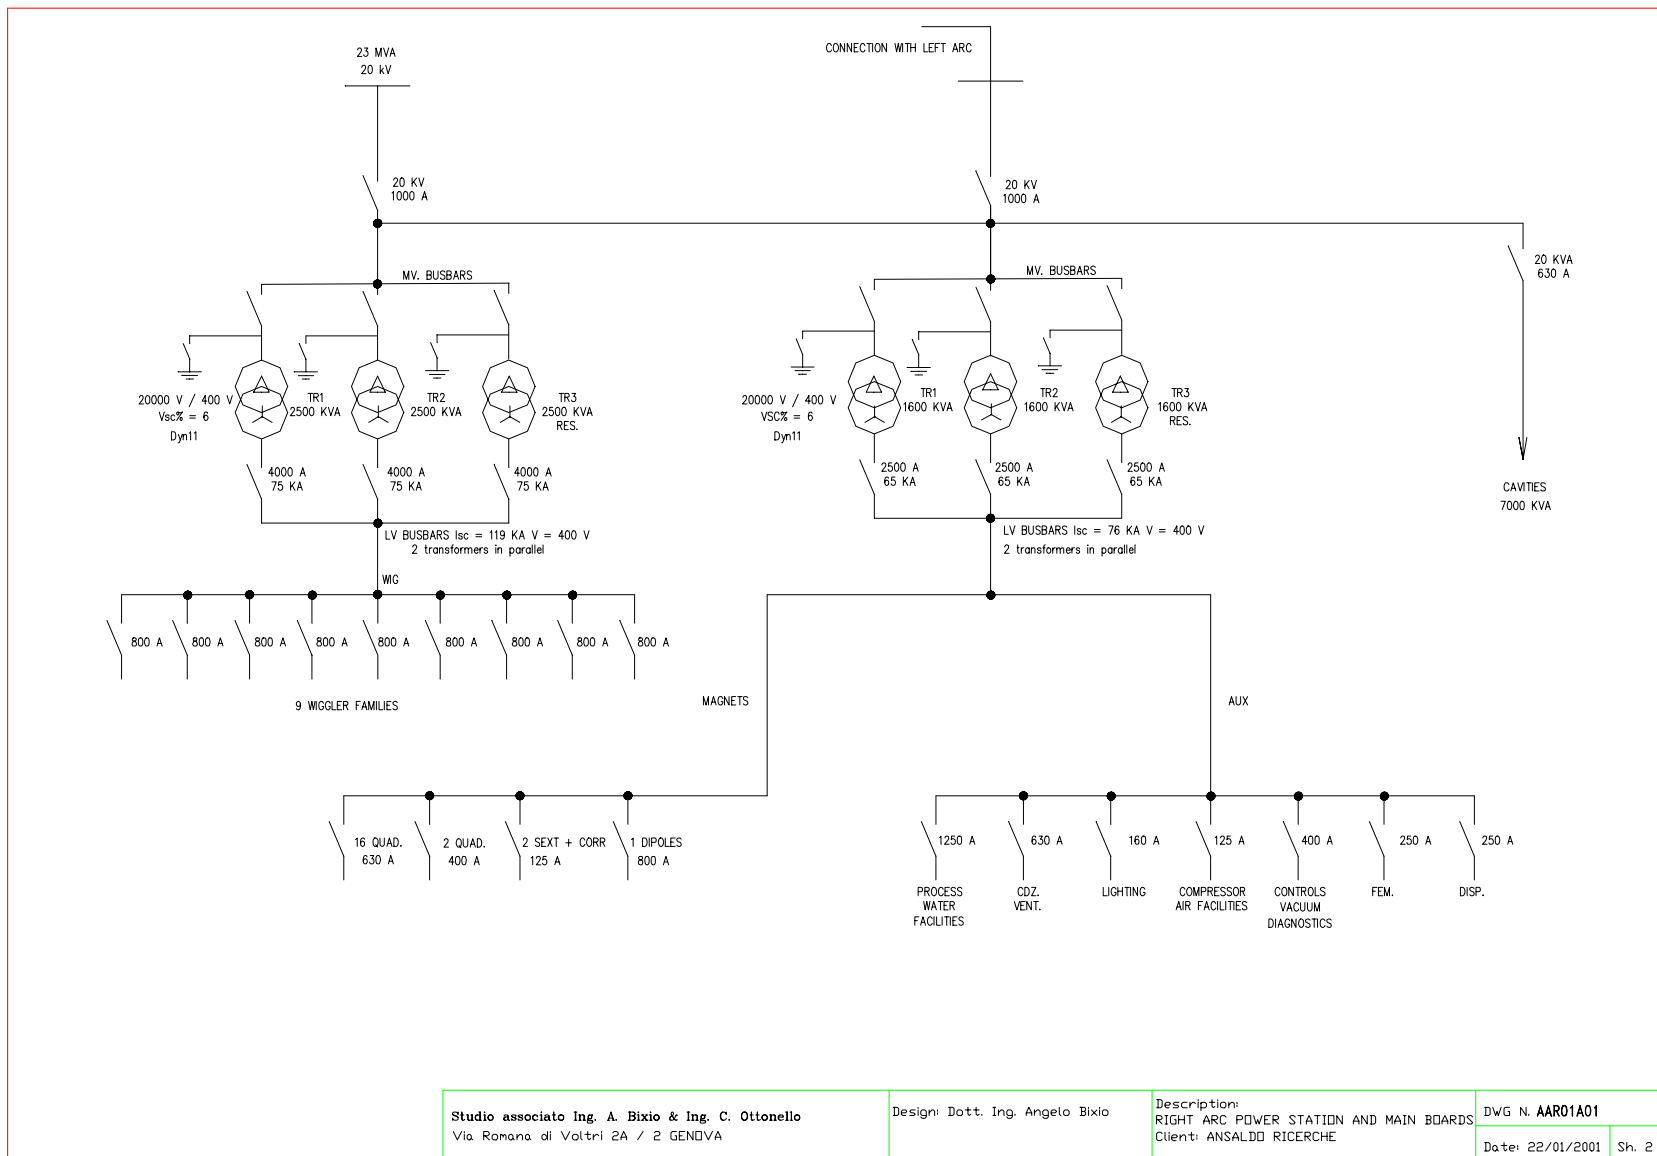 23 MVA
20 kV
CONNECTION WITH LEFT ARC
20 KV
1000 A
20 KV
1000 A
20 KVA
630 A
MV. BUSBARS
MV. BUSBARS
20000 V / 400 V
Vsc% = 6
Dyn11
TR1
2500 KVA
TR2
2500 KVA
TR3
2500 KVA
RES.
20000 V / 400 V
VSC% = 6
Dyn11
TR1
1600 KVA
TR2
1600 KVA
TR3
1600 KVA
RES.
4000 A
75 KA
4000 A
75 KA
4000 A
75 KA
2500 A
65 KA
2500 A
65 KA
2500 A
65 KA
CAVITIES
7000 KVA
LV BUSBARS Isc = 119 KA V = 400 V
2 transformers in parallel
LV BUSBARS Isc = 76 KA V = 400 V
2 transformers in parallel
WIG
800 A
800 A
800 A
800 A
800 A
800 A
800 A
800 A
800 A
9 WIGGLER FAMILIES
MAGNETS
AUX
16 QUAD.
630 A
2 QUAD.
400 A
2 SEXT + CORR
125 A
1 DIPOLES
800 A
1250 A
630 A
160 A
125 A
400 A
250 A
250 A
PROCESS
WATER
FACILITIES
CDZ.
VENT.
LIGHTING
COMPRESSOR
AIR FACILITIES
CONTROLS
VACUUM
DIAGNOSTICS
FEM.
DISP.
Studio associato Ing. A. Bixio & Ing. C. Ottonello
Via Romana di Voltri 2A / 2 GENOVA
Design: Dott. Ing. Angelo Bixio
Description:
RIGHT ARC POWER STATION AND MAIN BOARDS
Client: ANSALDO RICERCHE
DWG N. AAR01A01
Date: 22/01/2001
Sh. 2